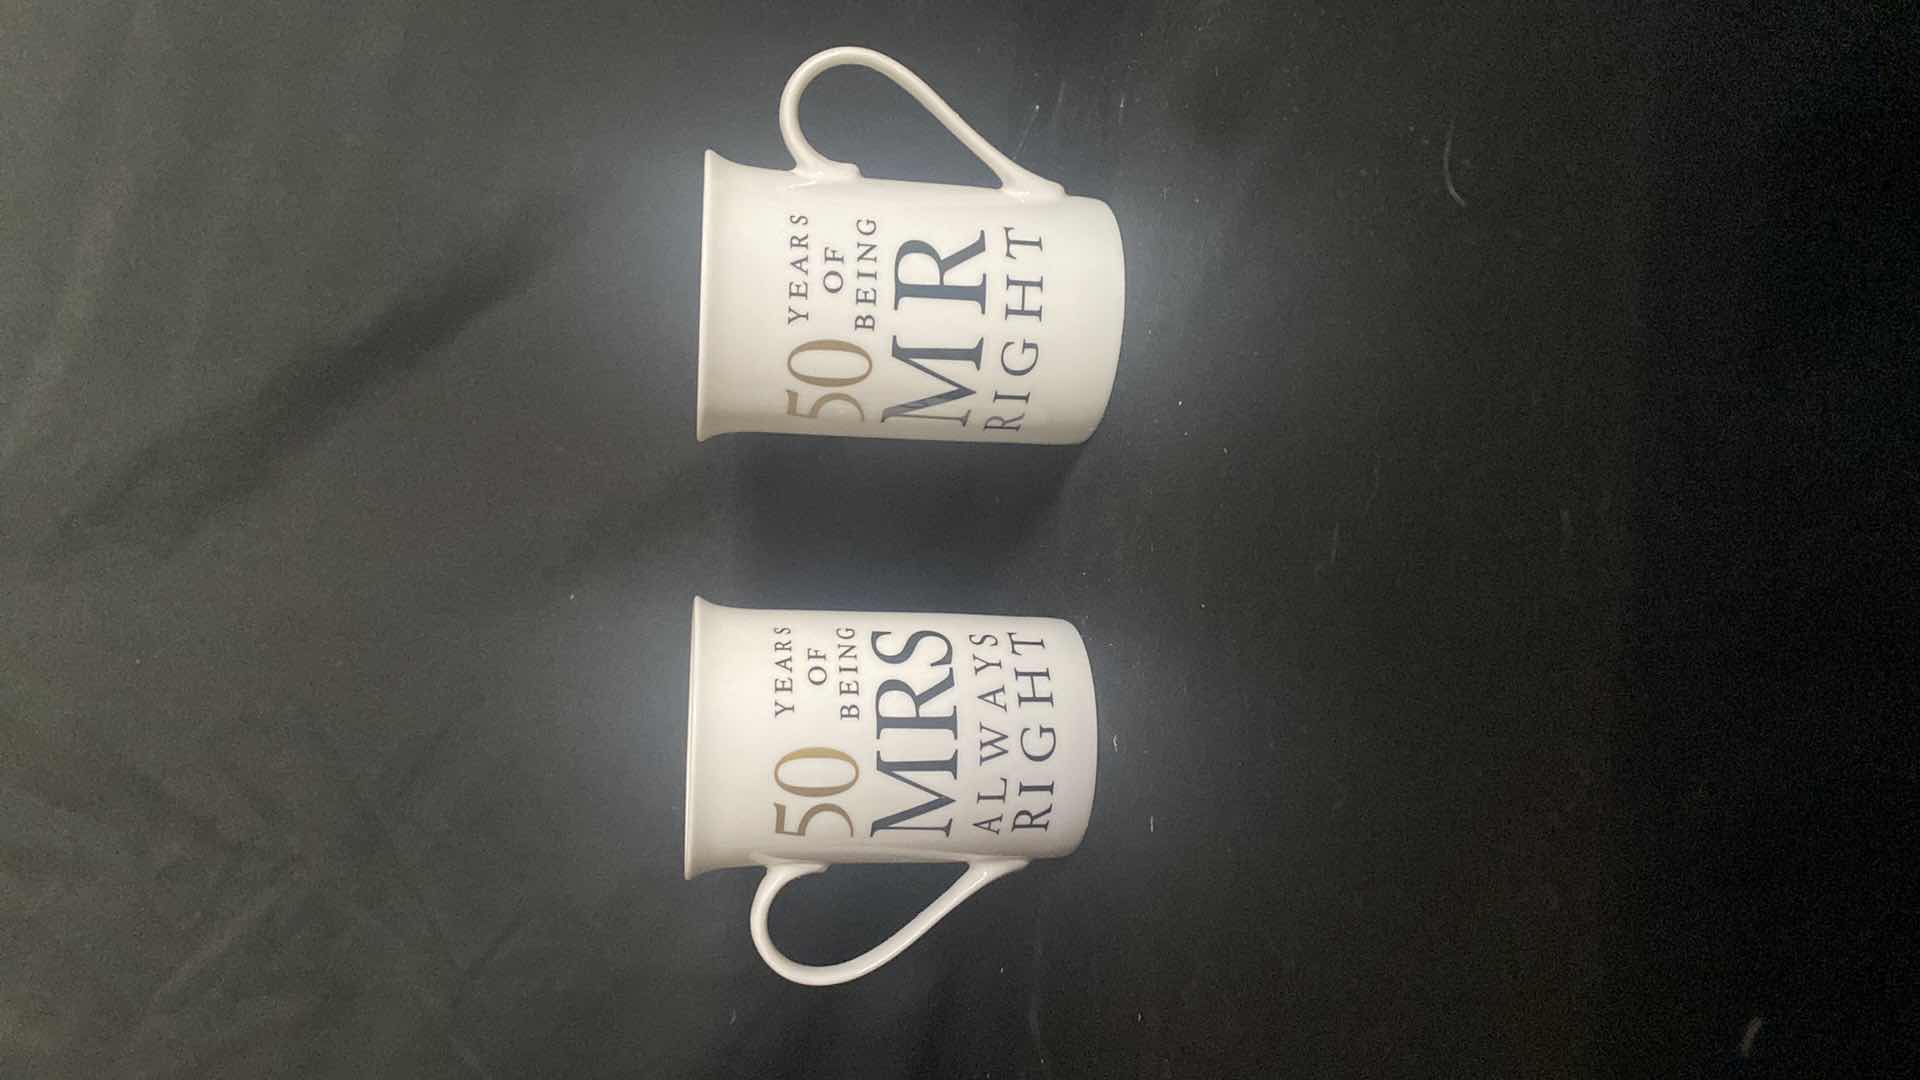 50 YEARS
OF
BEING
MRS
ALWAYS
RIGHT
50 YEARS
OF
BEING
MR
RIGHT